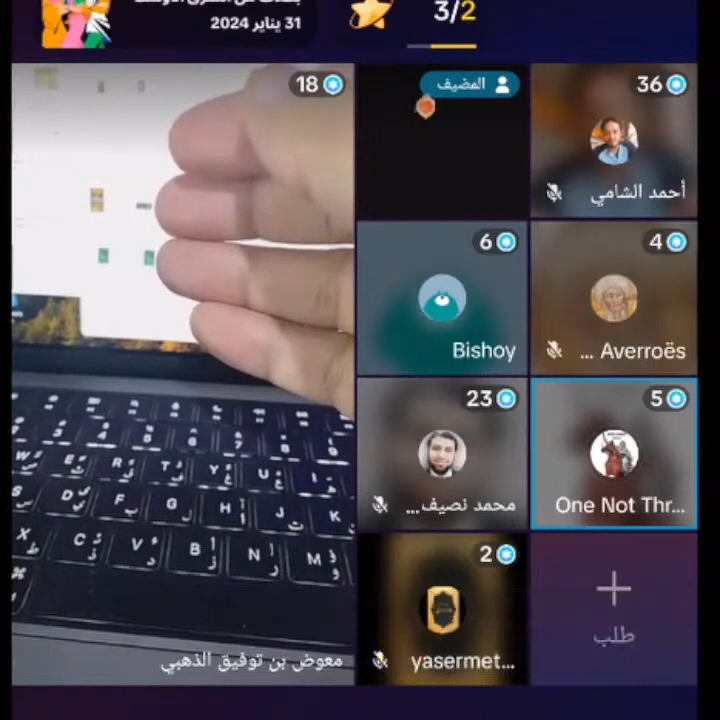 31 يناير 2024
3/2
18
المضيف
36
أحمد الشامي
6
4
Bishoy
Averroës ...
23
5
محمد نصيف...
One Not Thr...
2
طلب
yasermet...
معوض بن توفيق الذهبي
W E R T Y U I
S D F G H J K
X C V B N M